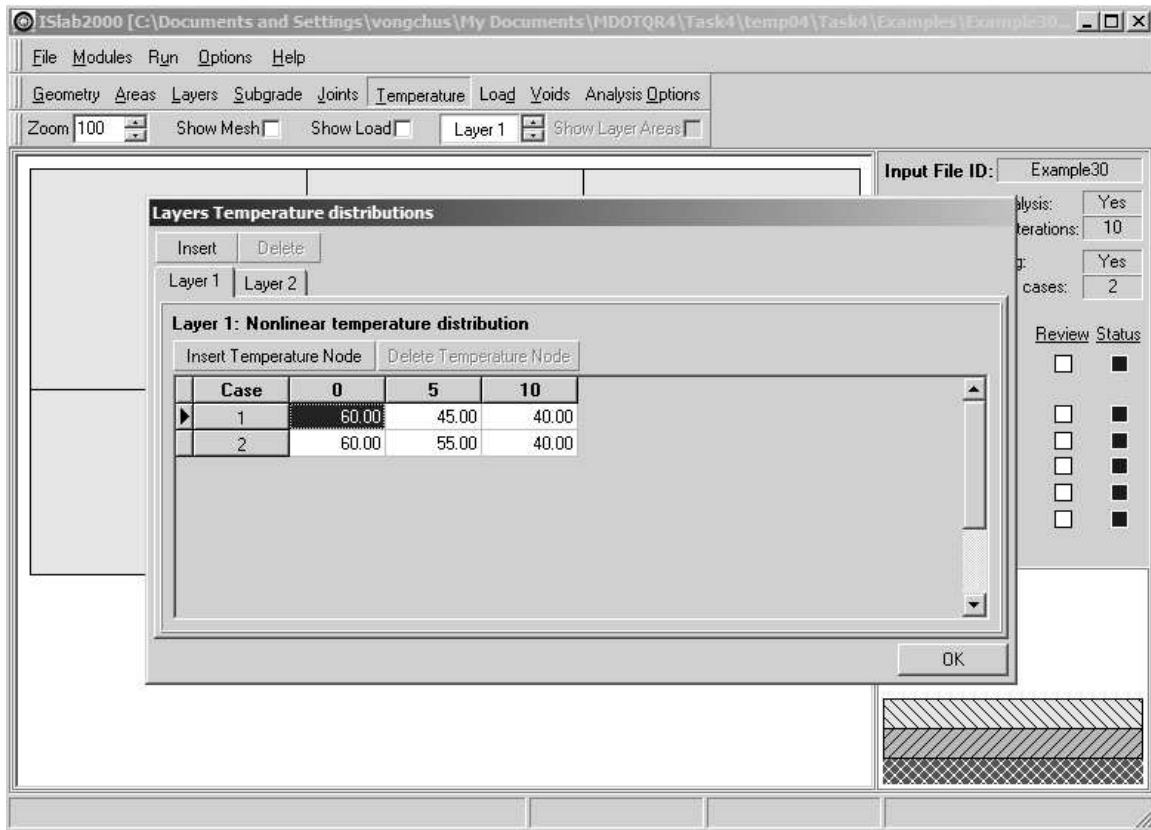 ISlab2000 [C:\Documents and Settings\vongchus\My Documents\MDOTQR4\Task4\temp04\Task4\Examples\Example30...
File Modules Run Options Help
Geometry Areas Layers Subgrade Joints Temperature Load Voids Analysis Options
Zoom 100 Show Mesh Show Load Layer 1 Show Layer Areas
Input File ID: Example30
Layers Temperature distributions
lysis: Yes
Insert Delete
terations: 10
g: Yes
Layer 1 Layer 2
cases: 2
Layer 1: Nonlinear temperature distribution
Review Status
Insert Temperature Node Delete Temperature Node
Case 0 5 10
1 60.00 45.00 40.00
2 60.00 55.00 40.00
OK